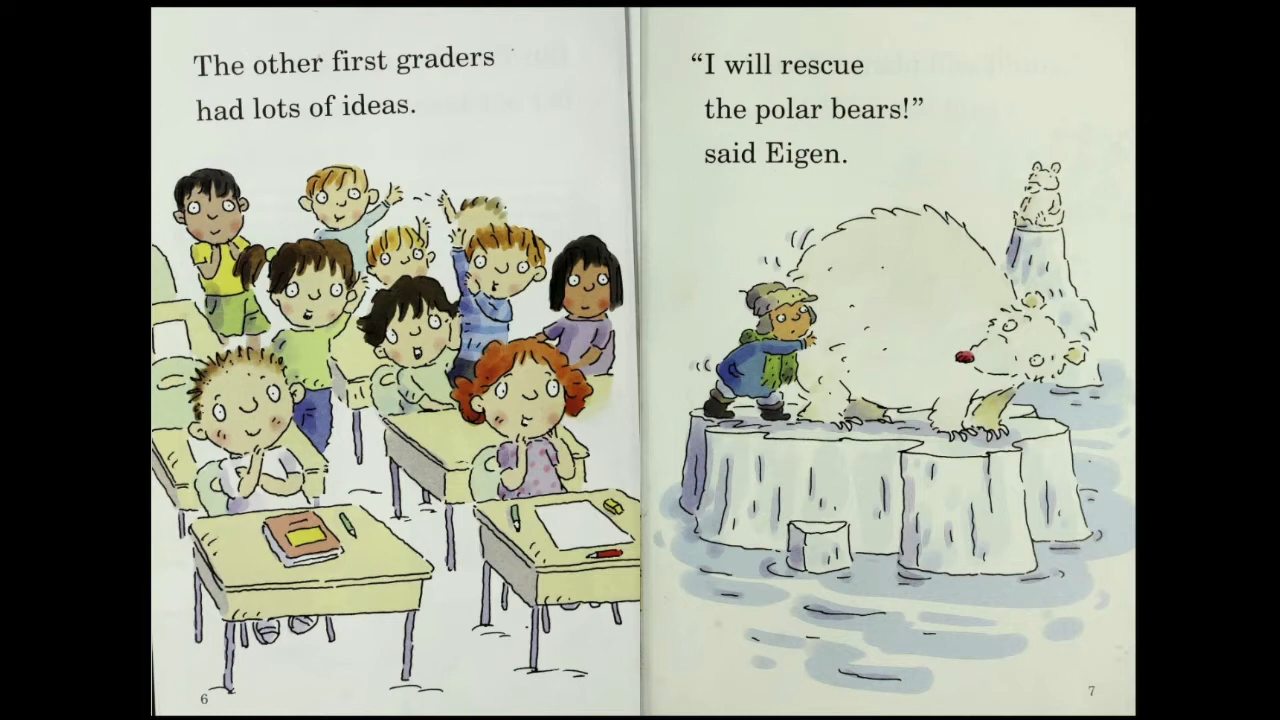 The other first graders
had lots of ideas.
6
“I will rescue
the polar bears!”
said Eigen.
7